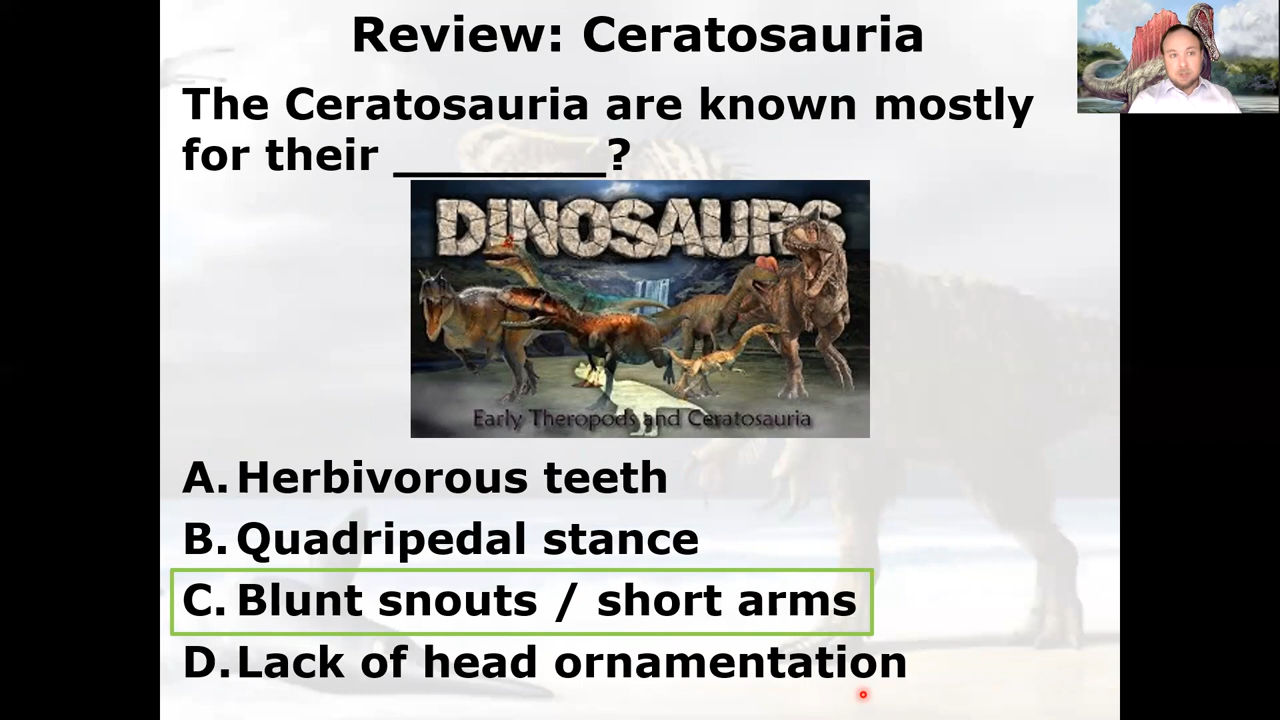 Review: Ceratosauria
The Ceratosauria are known mostly
for their _________?
DINOSAURS
Early Theropods and Ceratosauria
A. Herbivorous teeth
B. Quadripedal stance
C. Blunt snouts / short arms
D. Lack of head ornamentation